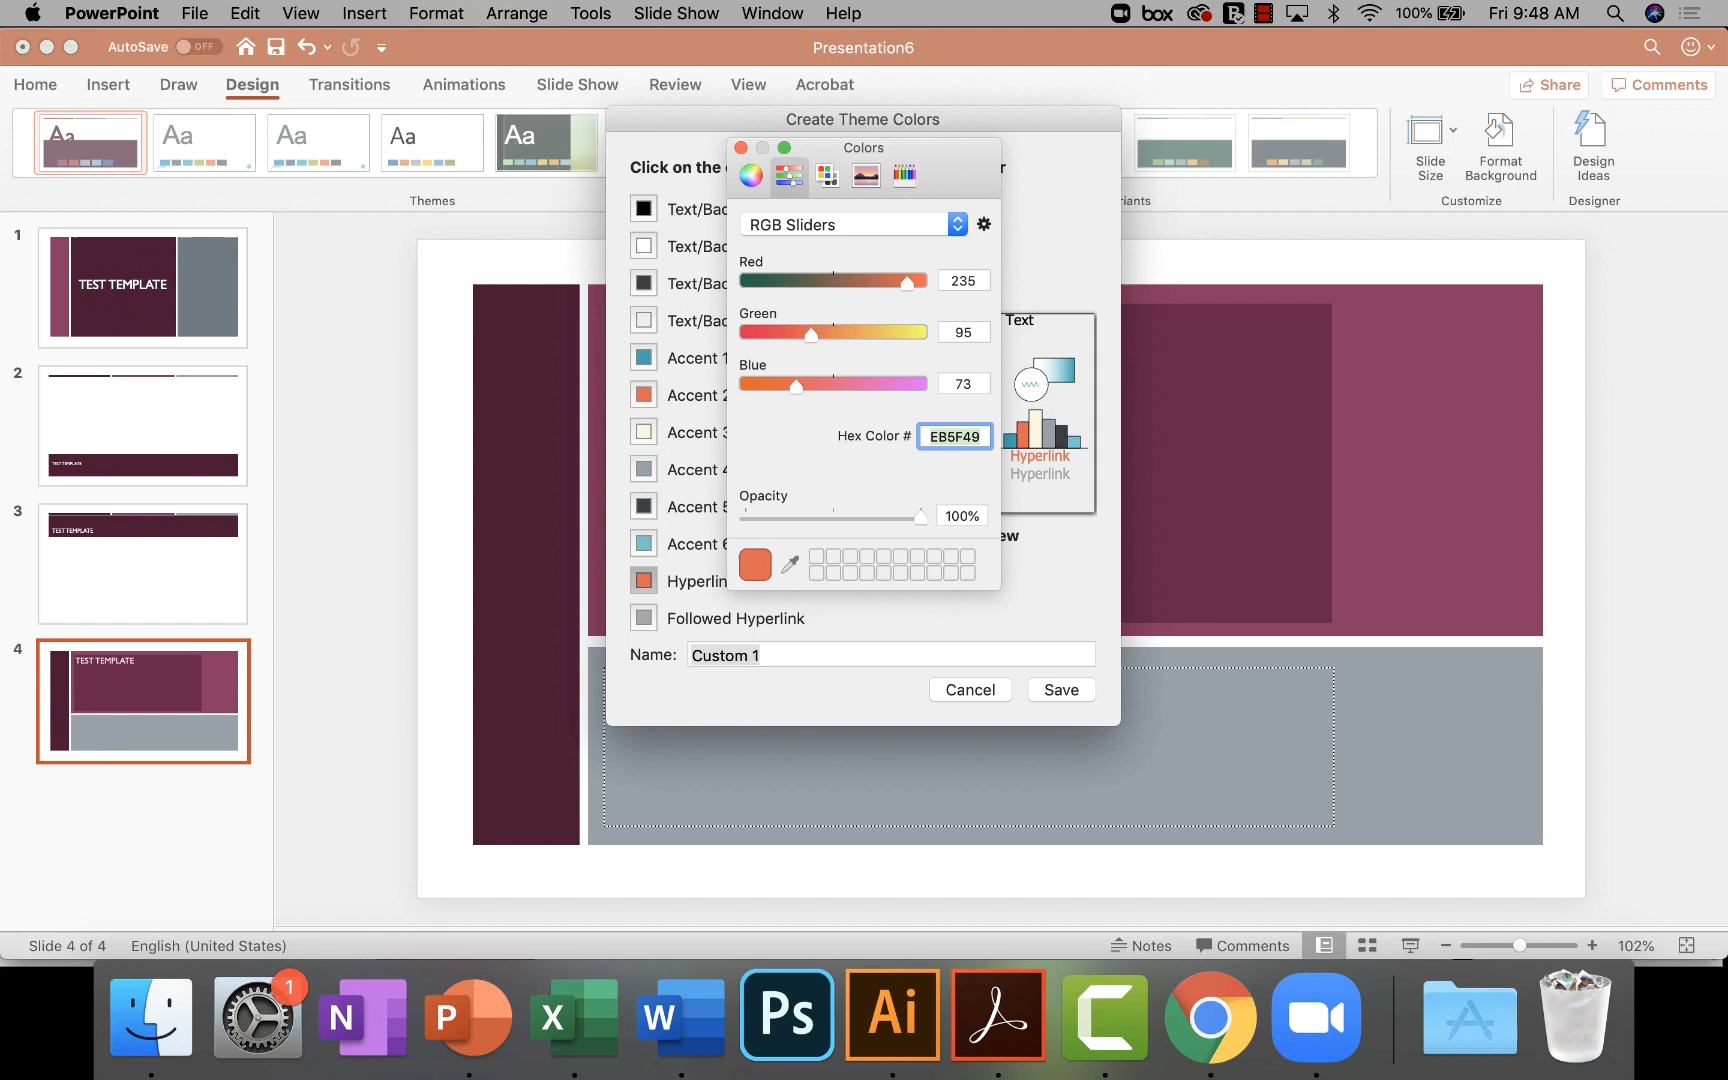 PowerPoint File Edit View Insert Format Arrange Tools Slide Show Window Help box 100% Fri 9:48 AM
AutoSave OFF Presentation6
Home Insert Draw Design Transitions Animations Slide Show Review View Acrobat Share Comments
Create Theme Colors
Aa Aa Aa Aa Aa
Slide Size
Format Background
Design Ideas
Themes
Customize
Designer
Colors
Click on the
RGB Sliders
Red
235
Green
95
Blue
73
Hex Color # EB5F49
Opacity
100%
Text/Bac
Text/Bac
Text/Bac
Text/Bac
Accent 1
Accent 2
Accent 3
Accent 4
Accent 5
Accent 6
Hyperlin
Followed Hyperlink
Name: Custom 1
Cancel Save
Text
Hyperlink
Hyperlink
ew
1
TEST TEMPLATE
2
TEST TEMPLATE
3
TEST TEMPLATE
4
TEST TEMPLATE
Slide 4 of 4 English (United States) Notes Comments 102%
1
N P X W Ps Ai